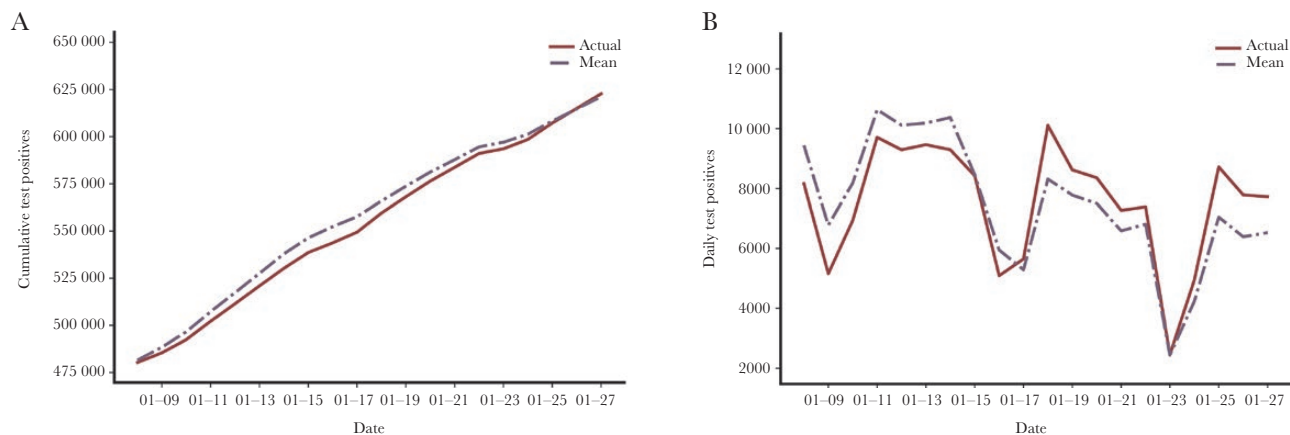 A
Cumulative test positives
650 000
625 000
600 000
575 000
550 000
525 000
500 000
475 000
Actual
Mean
01–09 01–11 01–13 01–15 01–17 01–19 01–21 01–23 01–25 01–27
Date
B
Daily test positives
12 000
10 000
8000
6000
4000
2000
Actual
Mean
01–09 01–11 01–13 01–15 01–17 01–19 01–21 01–23 01–25 01–27
Date